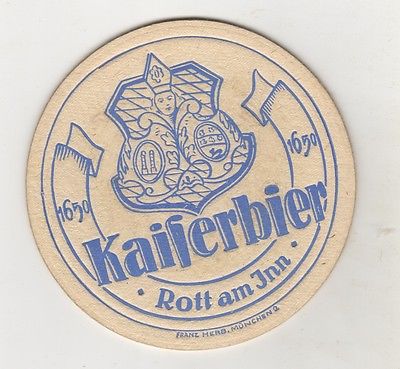 1650
1650
Kaiſerbier
· Rott am Inn ·
FRANZ HERB, MÜNCHEN 2